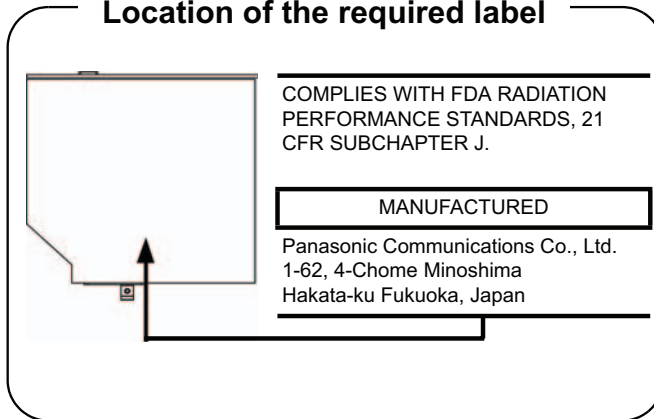 Location of the required label
COMPLIES WITH FDA RADIATION
PERFORMANCE STANDARDS, 21
CFR SUBCHAPTER J.
MANUFACTURED
Panasonic Communications Co., Ltd.
1-62, 4-Chome Minoshima
Hakata-ku Fukuoka, Japan